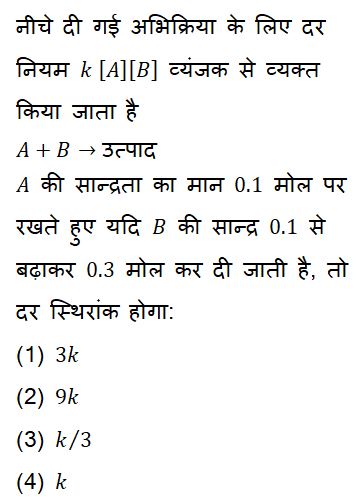 नीचे दी गई अभिक्रिया के लिए दर
नियम k [A][B] व्यंजक से व्यक्त
किया जाता है
A + B → उत्पाद
A की सान्द्रता का मान 0.1 मोल पर
रखते हुए यदि B की सान्द्र 0.1 से
बढ़ाकर 0.3 मोल कर दी जाती है, तो
दर स्थिरांक होगा:
(1) 3k
(2) 9k
(3) k/3
(4) k